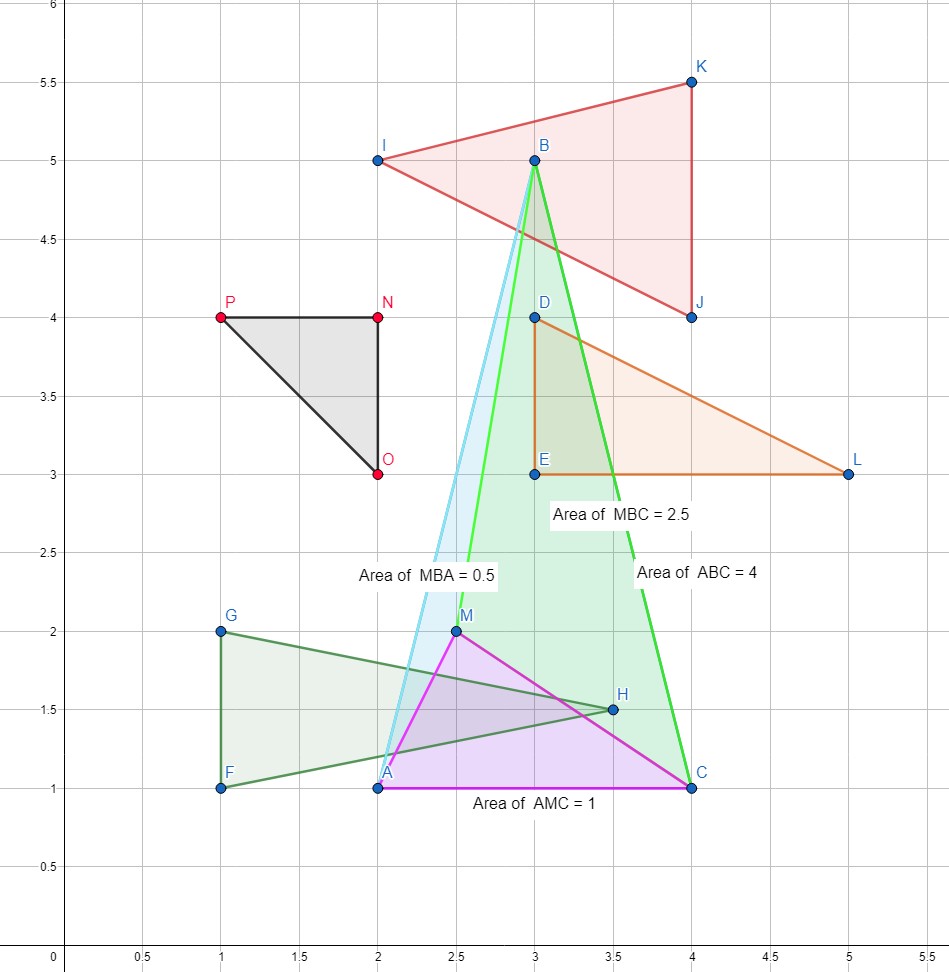 6
K
5.5
I
B
5
4.5
P
N
D
J
4
3.5
O
E
L
3
Area of  MBC = 2.5
2.5
Area of  MBA = 0.5
Area of  ABC = 4
G
M
2
H
1.5
F
A
C
1
Area of  AMC = 1
0.5
0 0.5 1 1.5 2 2.5 3 3.5 4 4.5 5 5.5